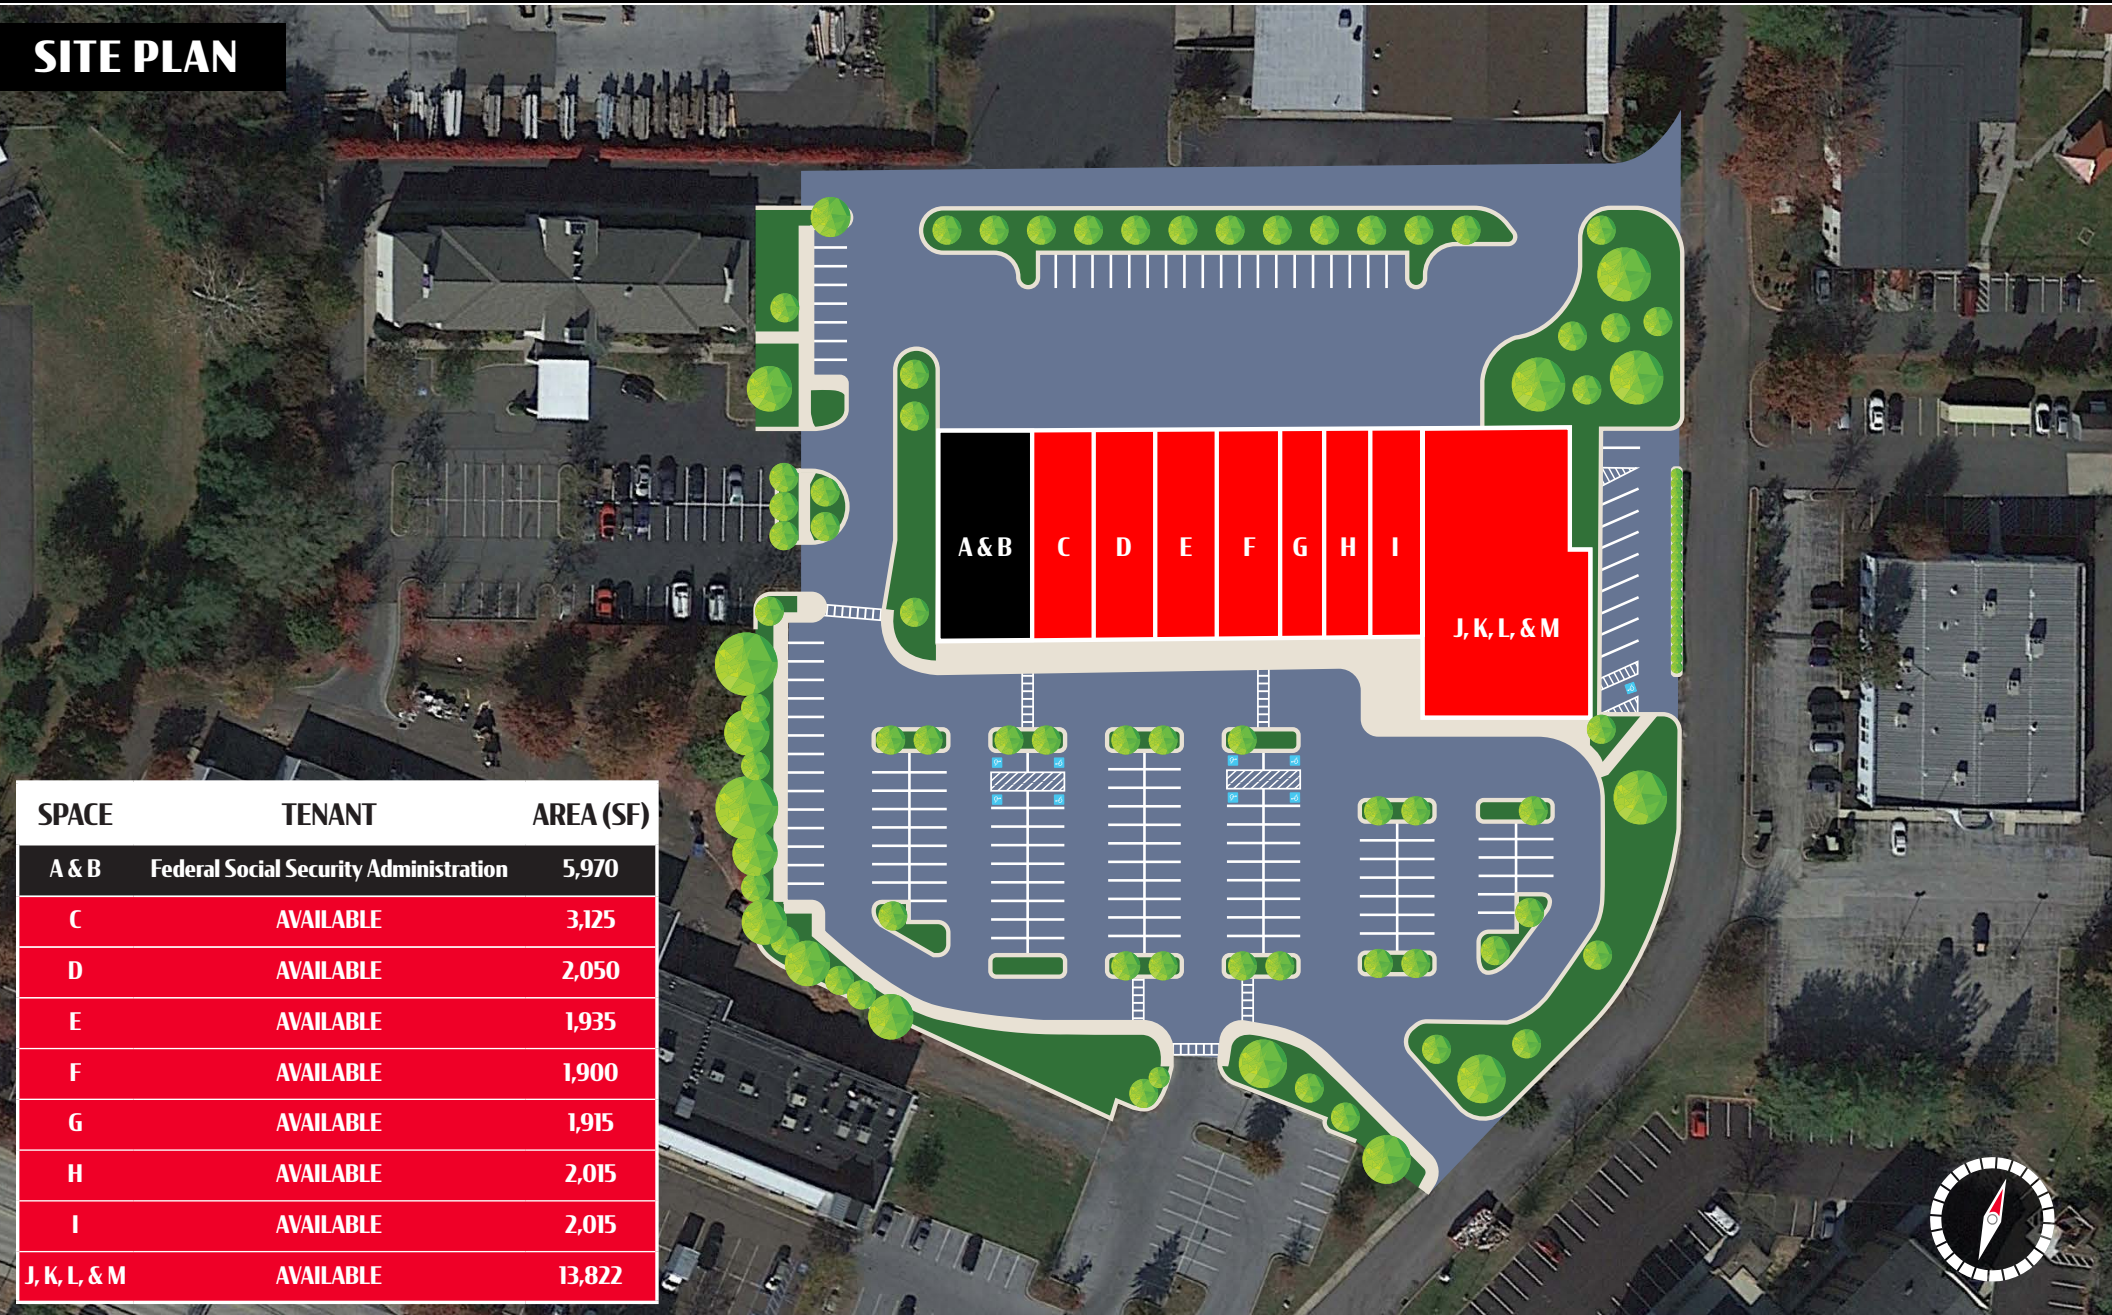 SITE PLAN
A & B C D E F G H I
J, K, L, & M
SPACE TENANT AREA (SF)
A & B Federal Social Security Administration 5,970
C AVAILABLE 3,125
D AVAILABLE 2,050
E AVAILABLE 1,935
F AVAILABLE 1,900
G AVAILABLE 1,915
H AVAILABLE 2,015
I AVAILABLE 2,015
J, K, L, & M AVAILABLE 13,822